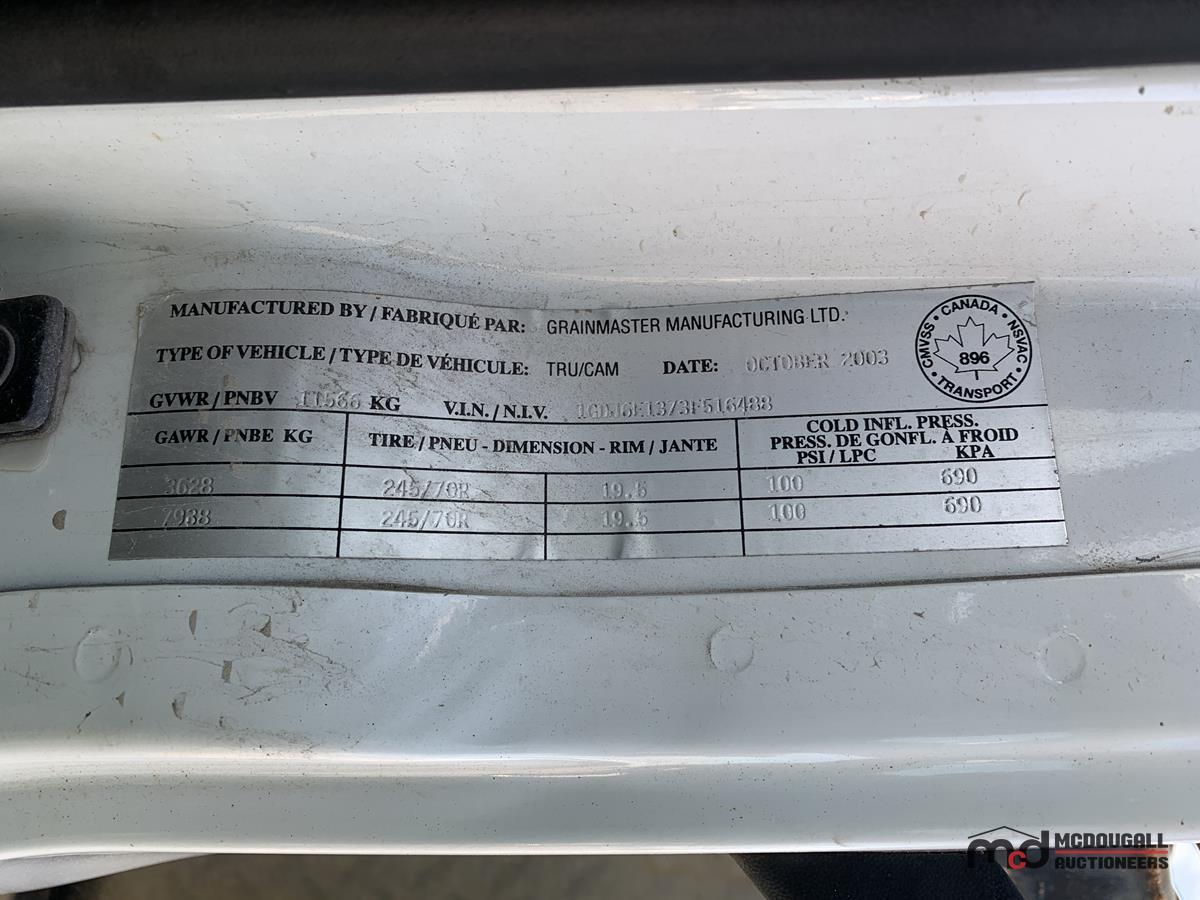 MANUFACTURED BY / FABRIQUÉ PAR: GRAINMASTER MANUFACTURING LTD.
TYPE OF VEHICLE / TYPE DE VÉHICULE: TRU/CAM DATE: OCTOBER 2003
GVWR / PNBV 11566 KG V.I.N. / N.I.V.
CANADA
CMVSS • NSVAC
896
TRANSPORT
GAWR / PNBE KG TIRE / PNEU - DIMENSION - RIM / JANTE COLD INFL. PRESS.
PRESS. DE GONFL. À FROID
PSI / LPC KPA
3628 245/70R 19.5 100 690
7938 245/70R 19.5 100 690
mcd MCDOUGALL
AUCTIONEERS